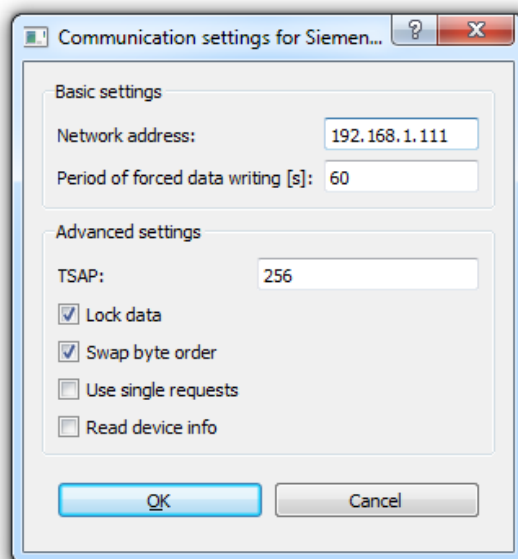 Communication settings for Siemen...
Basic settings
Network address: 192.168.1.111
Period of forced data writing [s]: 60
Advanced settings
TSAP: 256
Lock data
Swap byte order
Use single requests
Read device info
OK Cancel